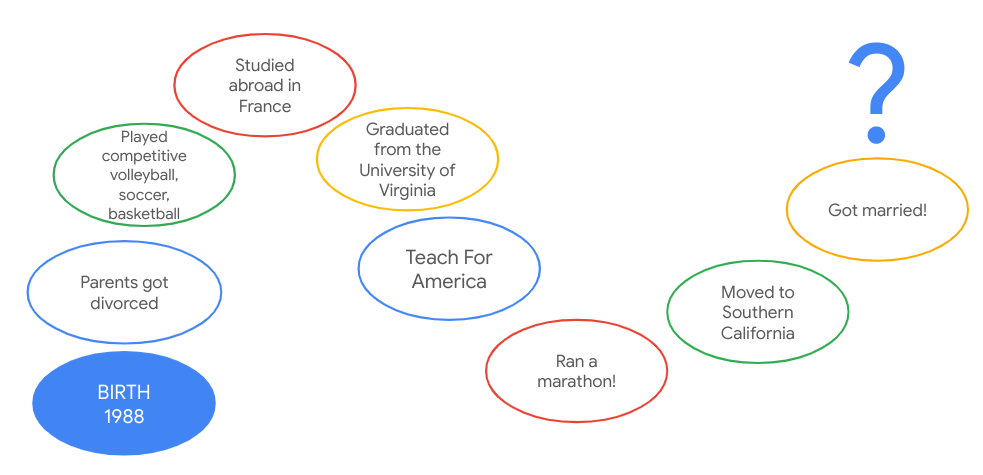 BIRTH
1988
Parents got
divorced
Played
competitive
volleyball,
soccer,
basketball
Studied
abroad in
France
Graduated
from the
University of
Virginia
Teach For
America
Ran a
marathon!
Moved to
Southern
California
Got married!
?